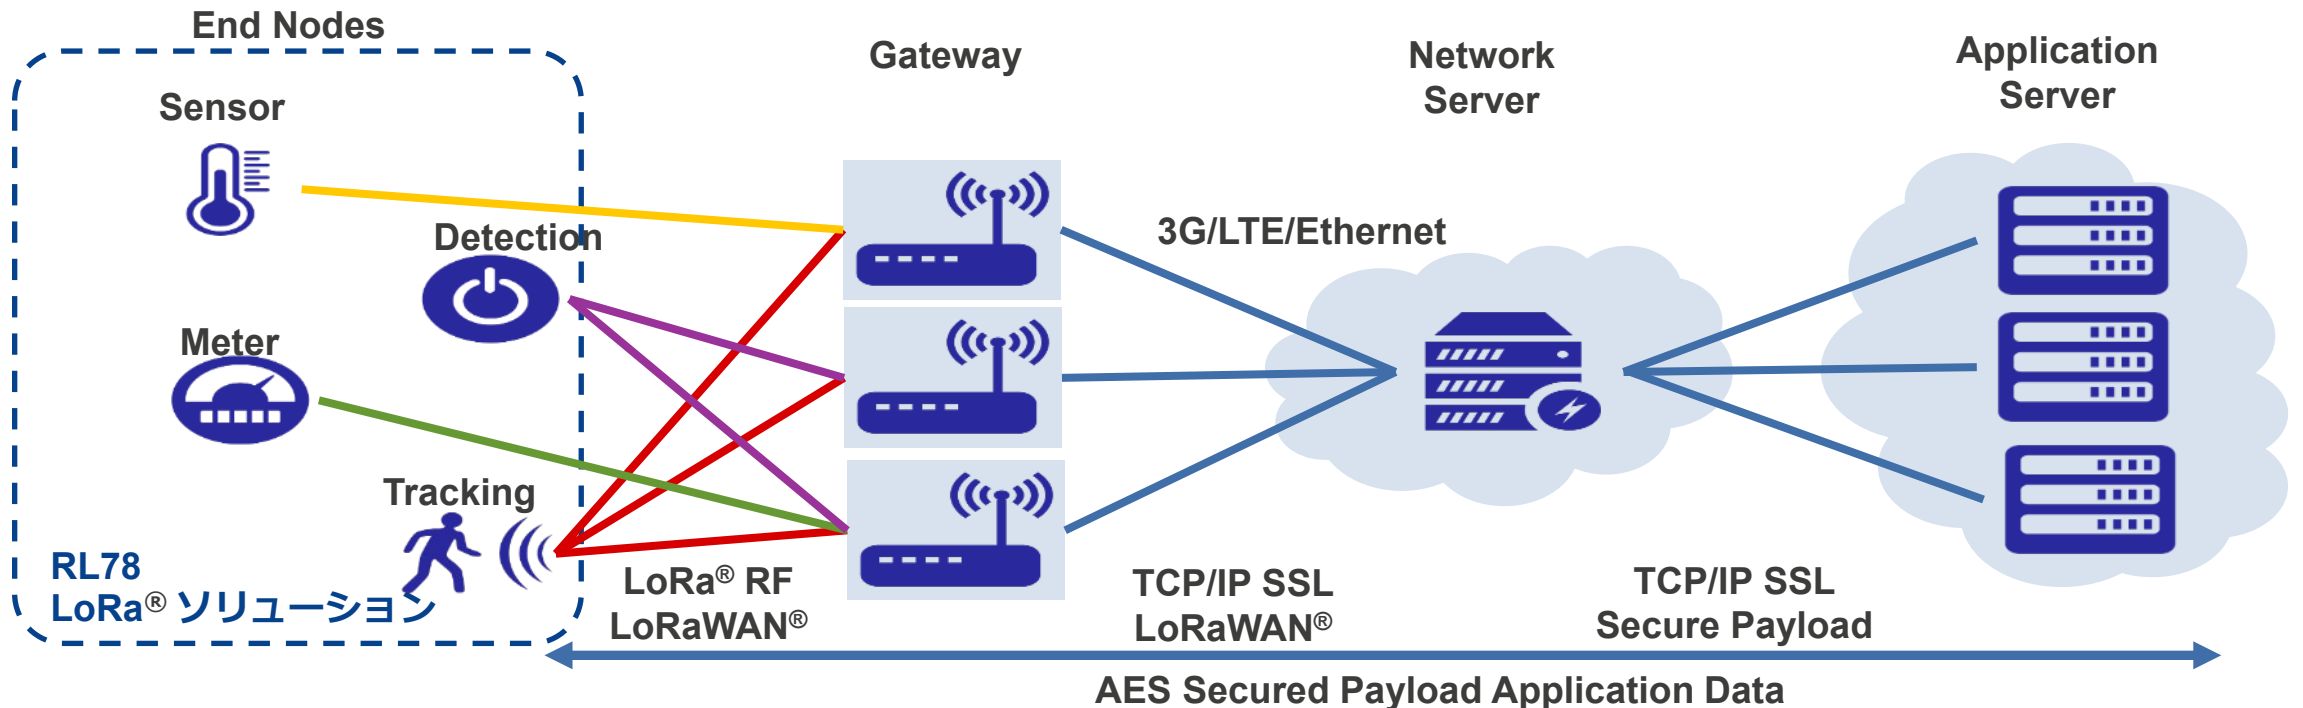 End Nodes
Gateway
Network
Server
Application
Server
Sensor
Detection
3G/LTE/Ethernet
Meter
Tracking
RL78
LoRa® ソリューション
LoRa® RF
LoRaWAN®
TCP/IP SSL
LoRaWAN®
TCP/IP SSL
Secure Payload
AES Secured Payload Application Data